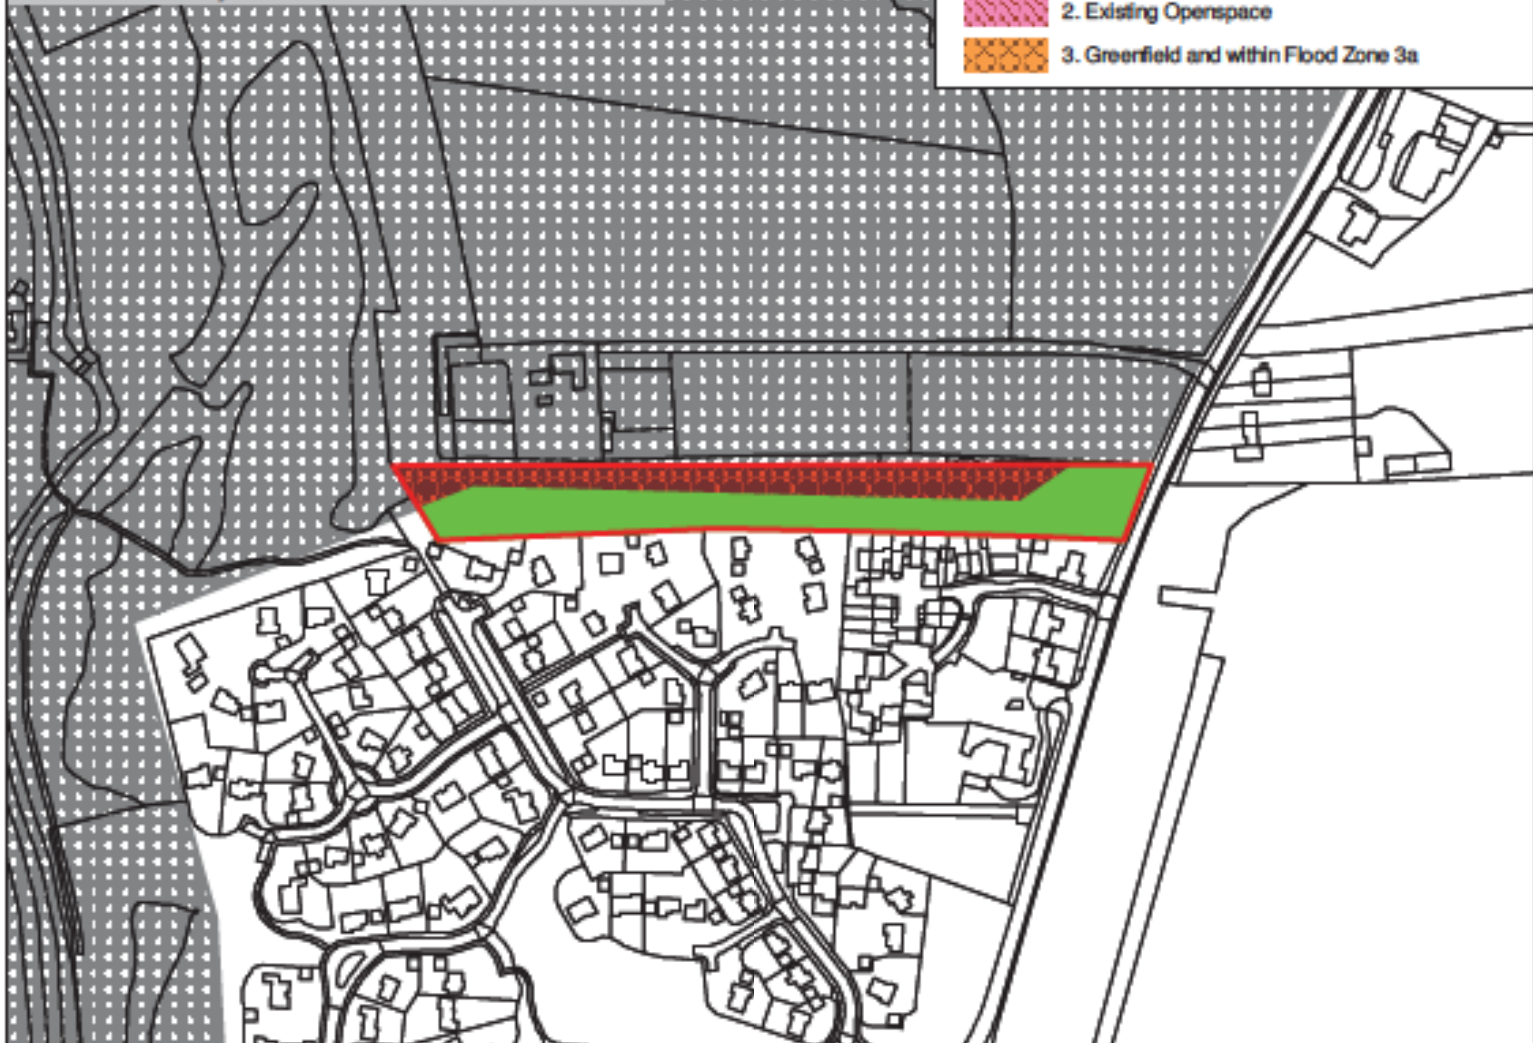 2. Existing Openspace
3. Greenfield and within Flood Zone 3a